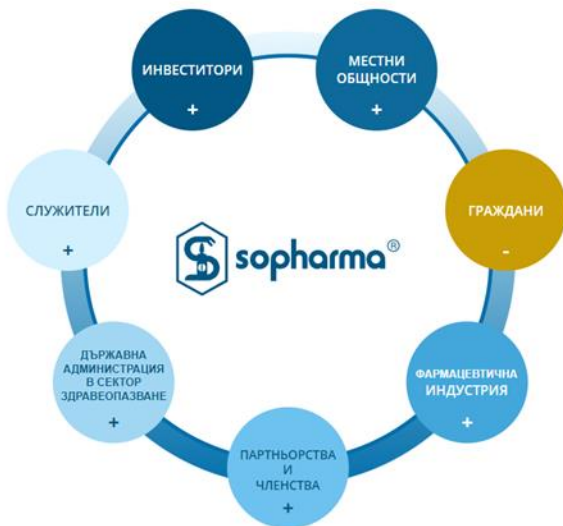 ИНВЕСТИТОРИ
+
МЕСТНИ
ОБЩНОСТИ
+
СЛУЖИТЕЛИ
+
ГРАЖДАНИ
-
sopharma®
ДЪРЖАВНА
АДМИНИСТРАЦИЯ
В СЕКТОР
ЗДРАВЕОПАЗВАНЕ
+
ФАРМАЦЕВТИЧНА
ИНДУСТРИЯ
+
ПАРТНЬОРСТВА
И
ЧЛЕНСТВА
+